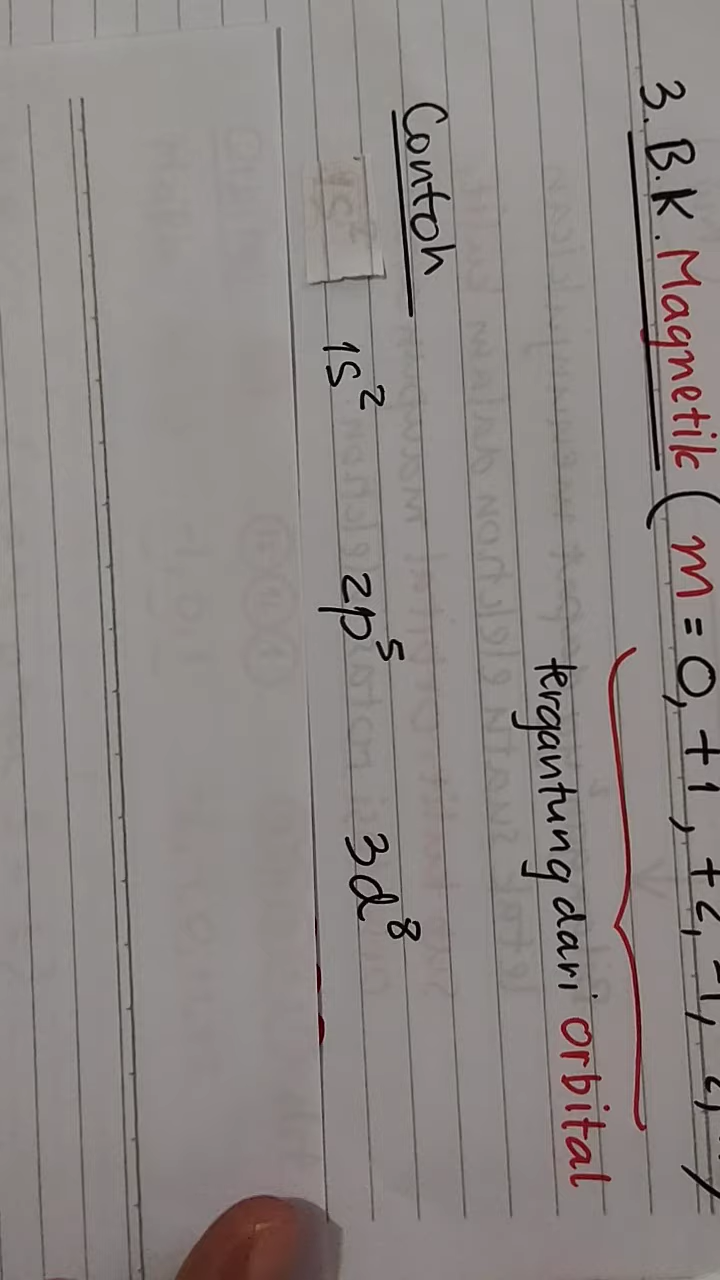 3. B.K. Magnetik (m = 0, +1, +2, -1,
tergantung dari orbital
Contoh
1s² 2p⁵ 3d⁸